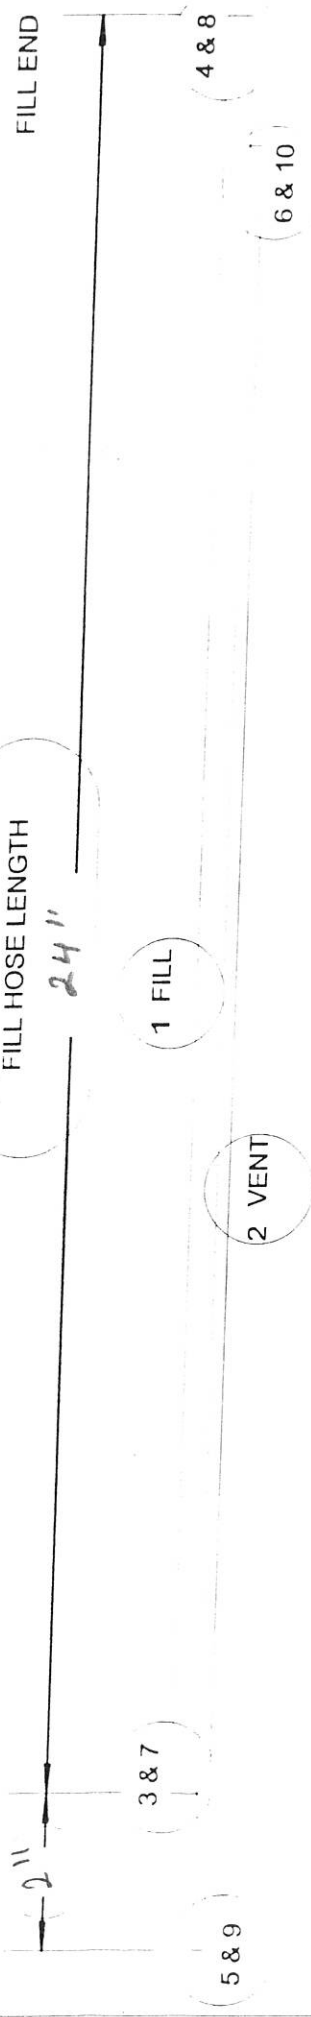 FILL HOSE LENGTH
24"
FILL END
2"
1 FILL
2 VENT
3 & 7
4 & 8
5 & 9
6 & 10